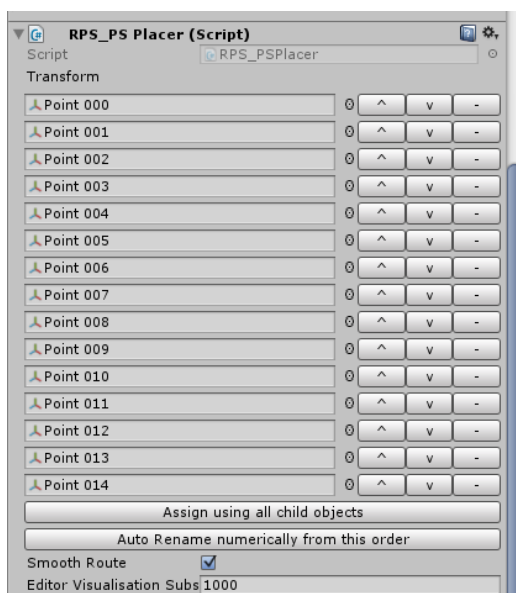 RPS_PS Placer (Script)
Script RPS_PSPlacer
Transform
Point 000 ^ v -
Point 001 ^ v -
Point 002 ^ v -
Point 003 ^ v -
Point 004 ^ v -
Point 005 ^ v -
Point 006 ^ v -
Point 007 ^ v -
Point 008 ^ v -
Point 009 ^ v -
Point 010 ^ v -
Point 011 ^ v -
Point 012 ^ v -
Point 013 ^ v -
Point 014 ^ v -
Assign using all child objects
Auto Rename numerically from this order
Smooth Route
Editor Visualisation Subs 1000